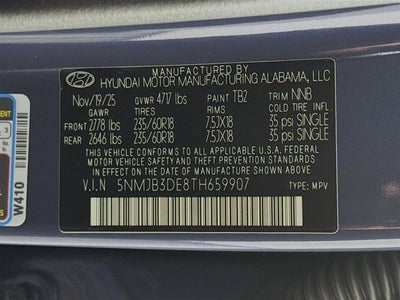 MANUFACTURED BY
HYUNDAI MOTOR MANUFACTURING ALABAMA, LLC
Nov/19/25 GVWR 4717 lbs PAINT TB2 TRIM NNB
GAWR TIRE RIMS COLD TIRE INFL
FRONT 2778 lbs 235/60R18 7.5JX18 35 psi SINGLE
REAR 2646 lbs 235/60R18 7.5JX18 35 psi SINGLE
THIS VEHICLE CONFORMS TO ALL APPLICABLE U.S.A. FEDERAL
MOTOR VEHICLE SAFETY, BUMPER, AND THEFT PREVENTION
STANDARDS IN EFFECT ON THE DATE OF MANUFACTURE SHOWN ABOVE.
V.I.N 5NMJB3DE8TH659907 TYPE: MPV
3
W410